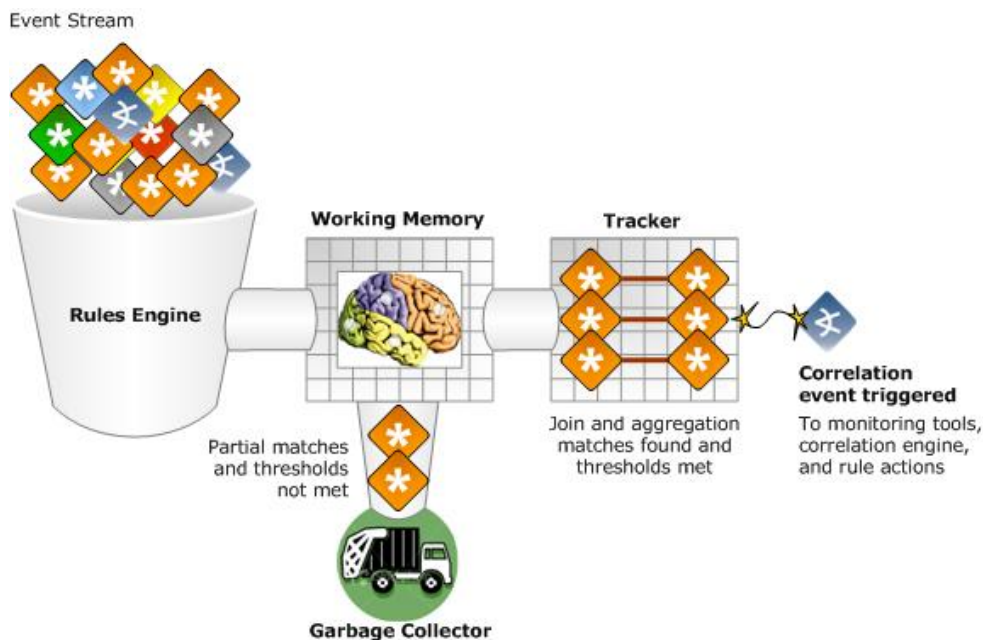 Event Stream
Working Memory
Tracker
Rules Engine
Correlation
event triggered
To monitoring tools,
correlation engine,
and rule actions
Join and aggregation
matches found and
thresholds met
Partial matches
and thresholds
not met
Garbage Collector